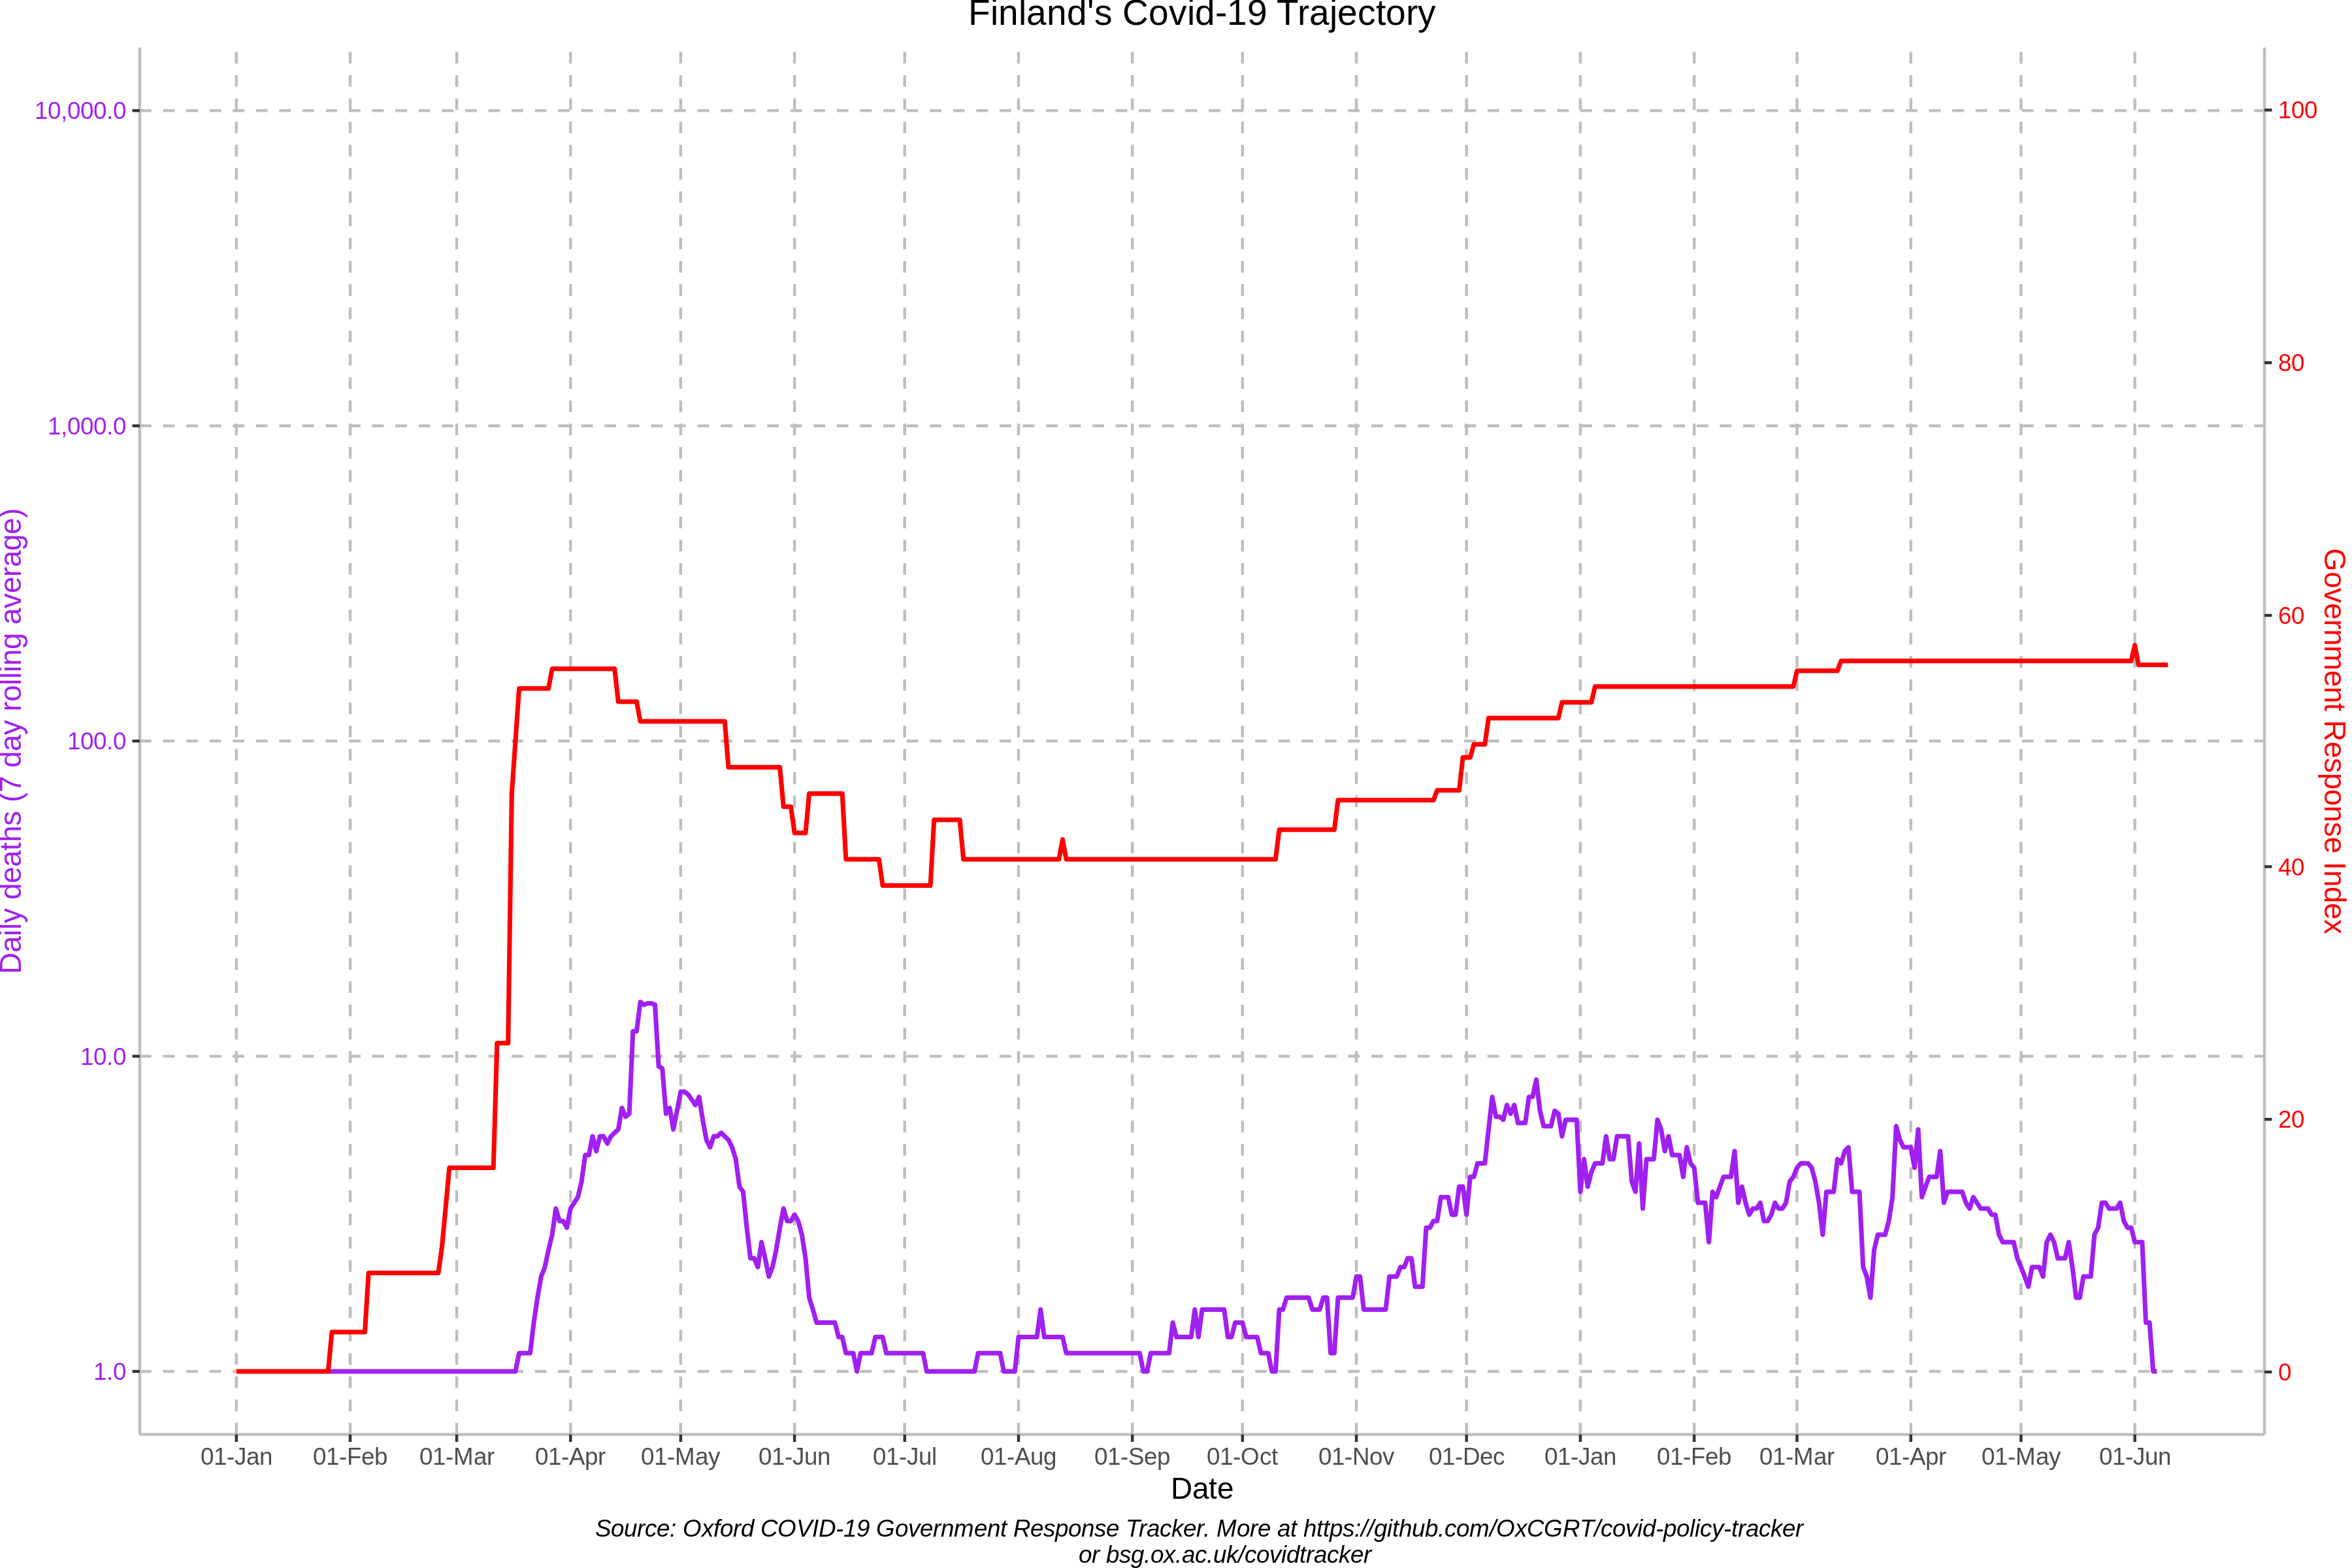 Finland's Covid-19 Trajectory
10,000.0
1,000.0
100.0
10.0
1.0
Daily deaths (7 day rolling average)
100
80
60
40
20
0
Government Response Index
01-Jan 01-Feb 01-Mar 01-Apr 01-May 01-Jun 01-Jul 01-Aug 01-Sep 01-Oct 01-Nov 01-Dec 01-Jan 01-Feb 01-Mar 01-Apr 01-May 01-Jun
Date
Source: Oxford COVID-19 Government Response Tracker. More at https://github.com/OxCGRT/covid-policy-tracker
or bsg.ox.ac.uk/covidtracker